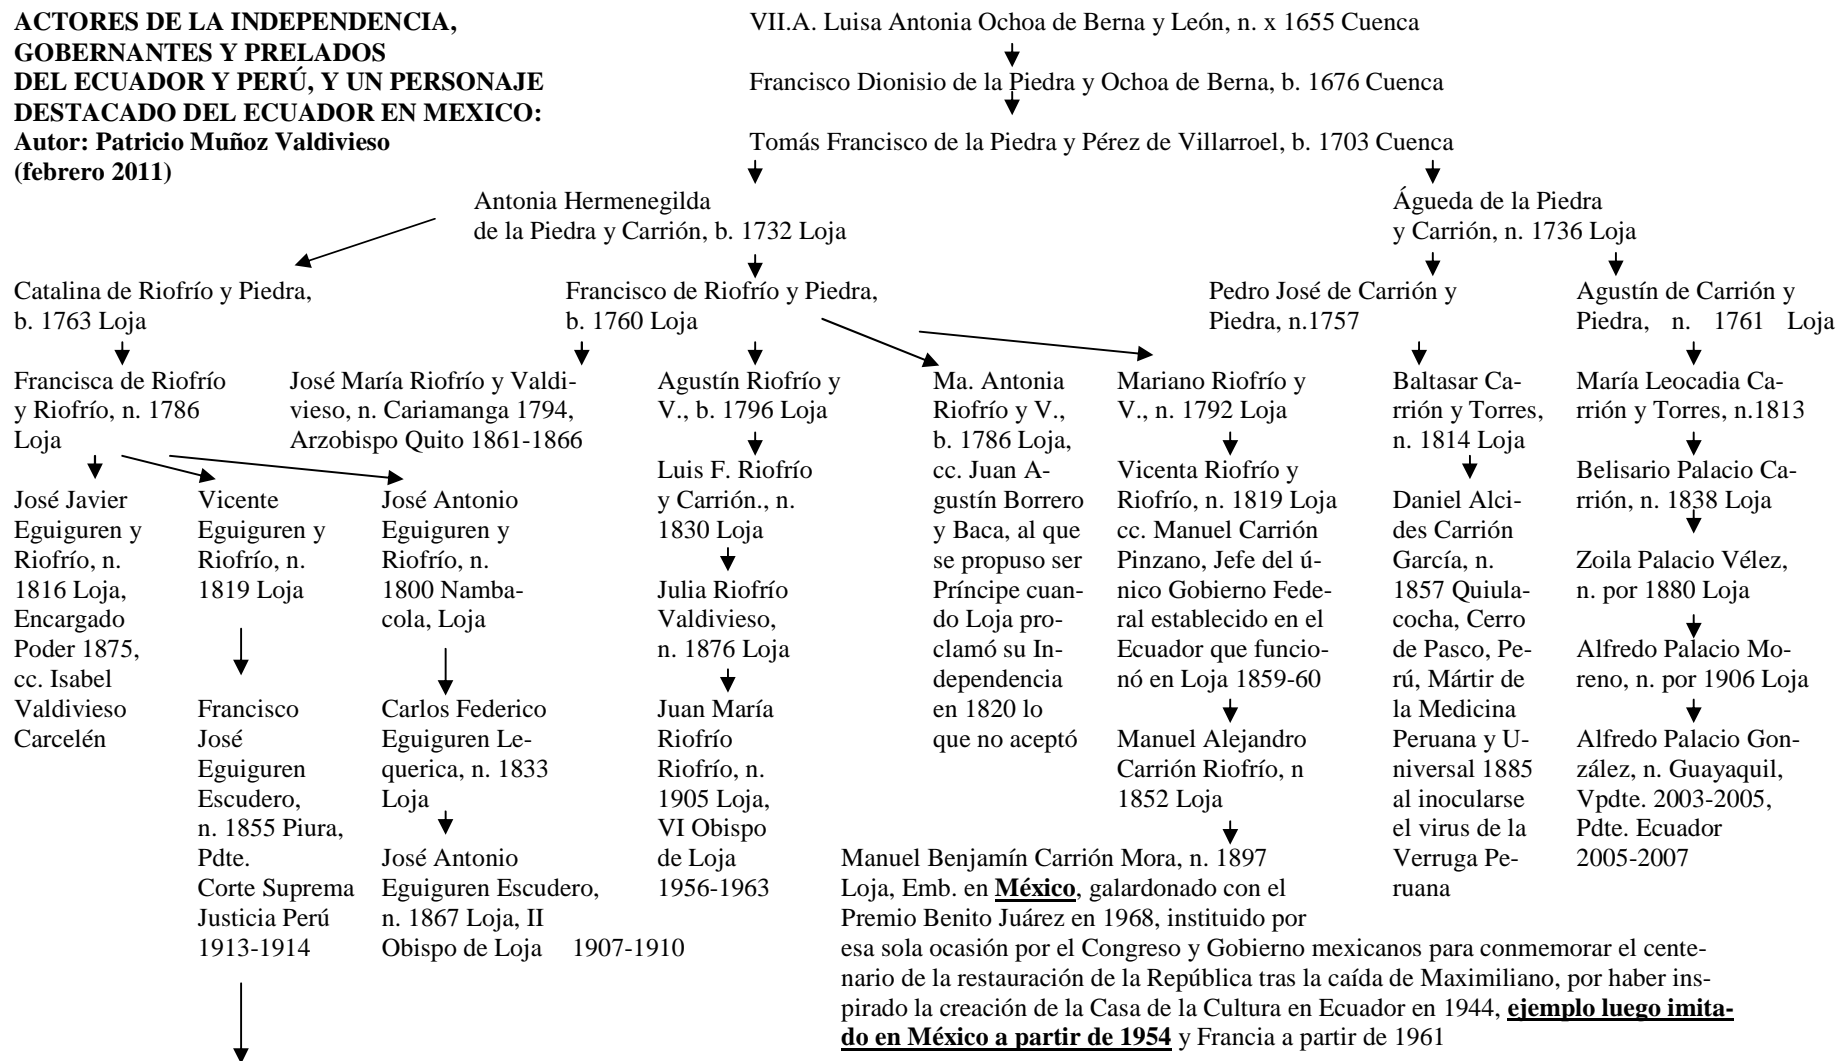 ACTORES DE LA INDEPENDENCIA,
GOBERNANTES Y PRELADOS
DEL ECUADOR Y PERÚ, Y UN PERSONAJE
DESTACADO DEL ECUADOR EN MEXICO:
Autor: Patricio Muñoz Valdivieso
(febrero 2011)
VII.A. Luisa Antonia Ochoa de Berna y León, n. x 1655 Cuenca
Francisco Dionisio de la Piedra y Ochoa de Berna, b. 1676 Cuenca
Tomás Francisco de la Piedra y Pérez de Villarroel, b. 1703 Cuenca
Antonia Hermenegilda
de la Piedra y Carrión, b. 1732 Loja
Águeda de la Piedra
y Carrión, n. 1736 Loja
Catalina de Riofrío y Piedra,
b. 1763 Loja
Francisco de Riofrío y Piedra,
b. 1760 Loja
Pedro José de Carrión y
Piedra, n.1757
Agustín de Carrión y
Piedra, n. 1761 Loja
Francisca de Riofrío
y Riofrío, n. 1786
Loja
José María Riofrío y Valdi-
vieso, n. Cariamanga 1794,
Arzobispo Quito 1861-1866
Agustín Riofrío y
V., b. 1796 Loja
Ma. Antonia
Riofrío y V.,
b. 1786 Loja,
cc. Juan A-
gustín Borrero
y Baca, al que
se propuso ser
Príncipe cuan-
do Loja pro-
clamó su In-
dependencia
en 1820 lo
que no aceptó
Mariano Riofrío y
V., n. 1792 Loja
Baltasar Ca-
rrión y Torres,
n. 1814 Loja
María Leocadia Ca-
rrión y Torres, n.1813
José Javier
Eguiguren y
Riofrío, n.
1816 Loja,
Encargado
Poder 1875,
cc. Isabel
Valdivieso
Carcelén
Vicente
Eguiguren y
Riofrío, n.
1819 Loja
José Antonio
Eguiguren y
Riofrío, n.
1800 Namba-
cola, Loja
Luis F. Riofrío
y Carrión., n.
1830 Loja
Vicenta Riofrío y
Riofrío, n. 1819 Loja
cc. Manuel Carrión
Pinzano, Jefe del ú-
nico Gobierno Fede-
ral establecido en el
Ecuador que funcio-
nó en Loja 1859-60
Daniel Alci-
des Carrión
García, n.
1857 Quiula-
cocha, Cerro
de Pasco, Pe-
rú, Mártir de
la Medicina
Peruana y U-
niversal 1885
al inocularse
el virus de la
Verruga Pe-
ruana
Belisario Palacio Ca-
rrión, n. 1838 Loja
Zoila Palacio Vélez,
n. por 1880 Loja
Julia Riofrío
Valdivieso,
n. 1876 Loja
Alfredo Palacio Mo-
reno, n. por 1906 Loja
Francisco
José
Eguiguren
Escudero,
n. 1855 Piura,
Pdte.
Corte Suprema
Justicia Perú
1913-1914
Carlos Federico
Eguiguren Le-
querica, n. 1833
Loja
Juan María
Riofrío
Riofrío, n.
1905 Loja,
VI Obispo
de Loja
1956-1963
Manuel Alejandro
Carrión Riofrío, n
1852 Loja
Alfredo Palacio Gon-
zález, n. Guayaquil,
Vpdte. 2003-2005,
Pdte. Ecuador
2005-2007
José Antonio
Eguiguren Escudero,
n. 1867 Loja, II
Obispo de Loja 1907-1910
Manuel Benjamín Carrión Mora, n. 1897
Loja, Emb. en México, galardonado con el
Premio Benito Juárez en 1968, instituido por
esa sola ocasión por el Congreso y Gobierno mexicanos para conmemorar el cente-
nario de la restauración de la República tras la caída de Maximiliano, por haber ins-
pirado la creación de la Casa de la Cultura en Ecuador en 1944, ejemplo luego imita-
do en México a partir de 1954 y Francia a partir de 1961